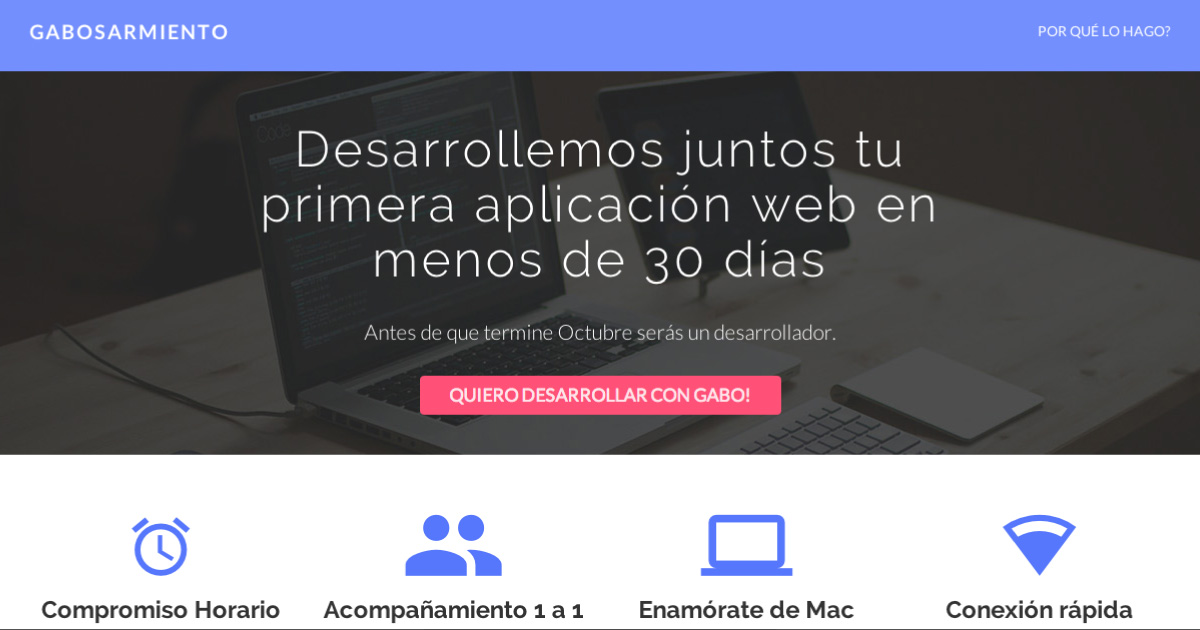 GABOSARMIENTO
POR QUÉ LO HAGO?
Desarrollemos juntos tu
primera aplicación web en
menos de 30 días
Antes de que termine Octubre serás un desarrollador.
QUIERO DESARROLLAR CON GABO!
Compromiso Horario
Acompañamiento 1 a 1
Enamórate de Mac
Conexión rápida